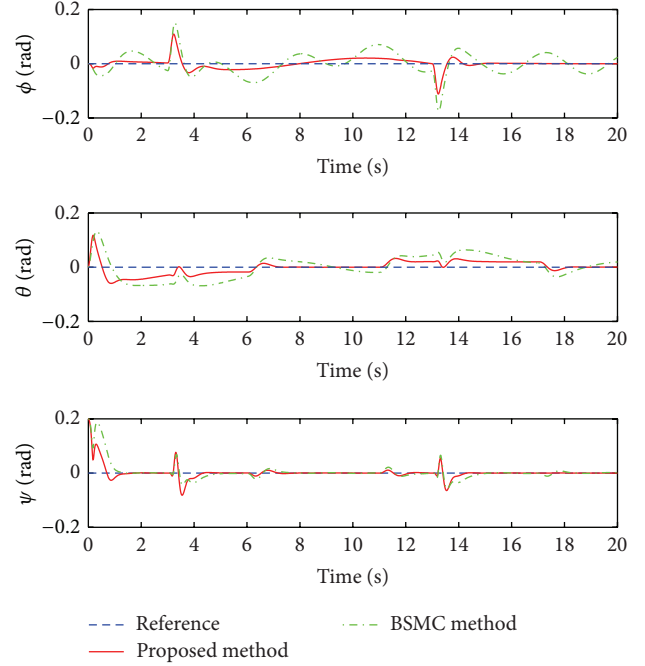 0.2
0
−0.2
ϕ (rad)
0 2 4 6 8 10 12 14 16 18 20
Time (s)
0.2
0
−0.2
θ (rad)
0 2 4 6 8 10 12 14 16 18 20
Time (s)
0.2
0
−0.2
ψ (rad)
0 2 4 6 8 10 12 14 16 18 20
Time (s)
Reference
Proposed method
BSMC method